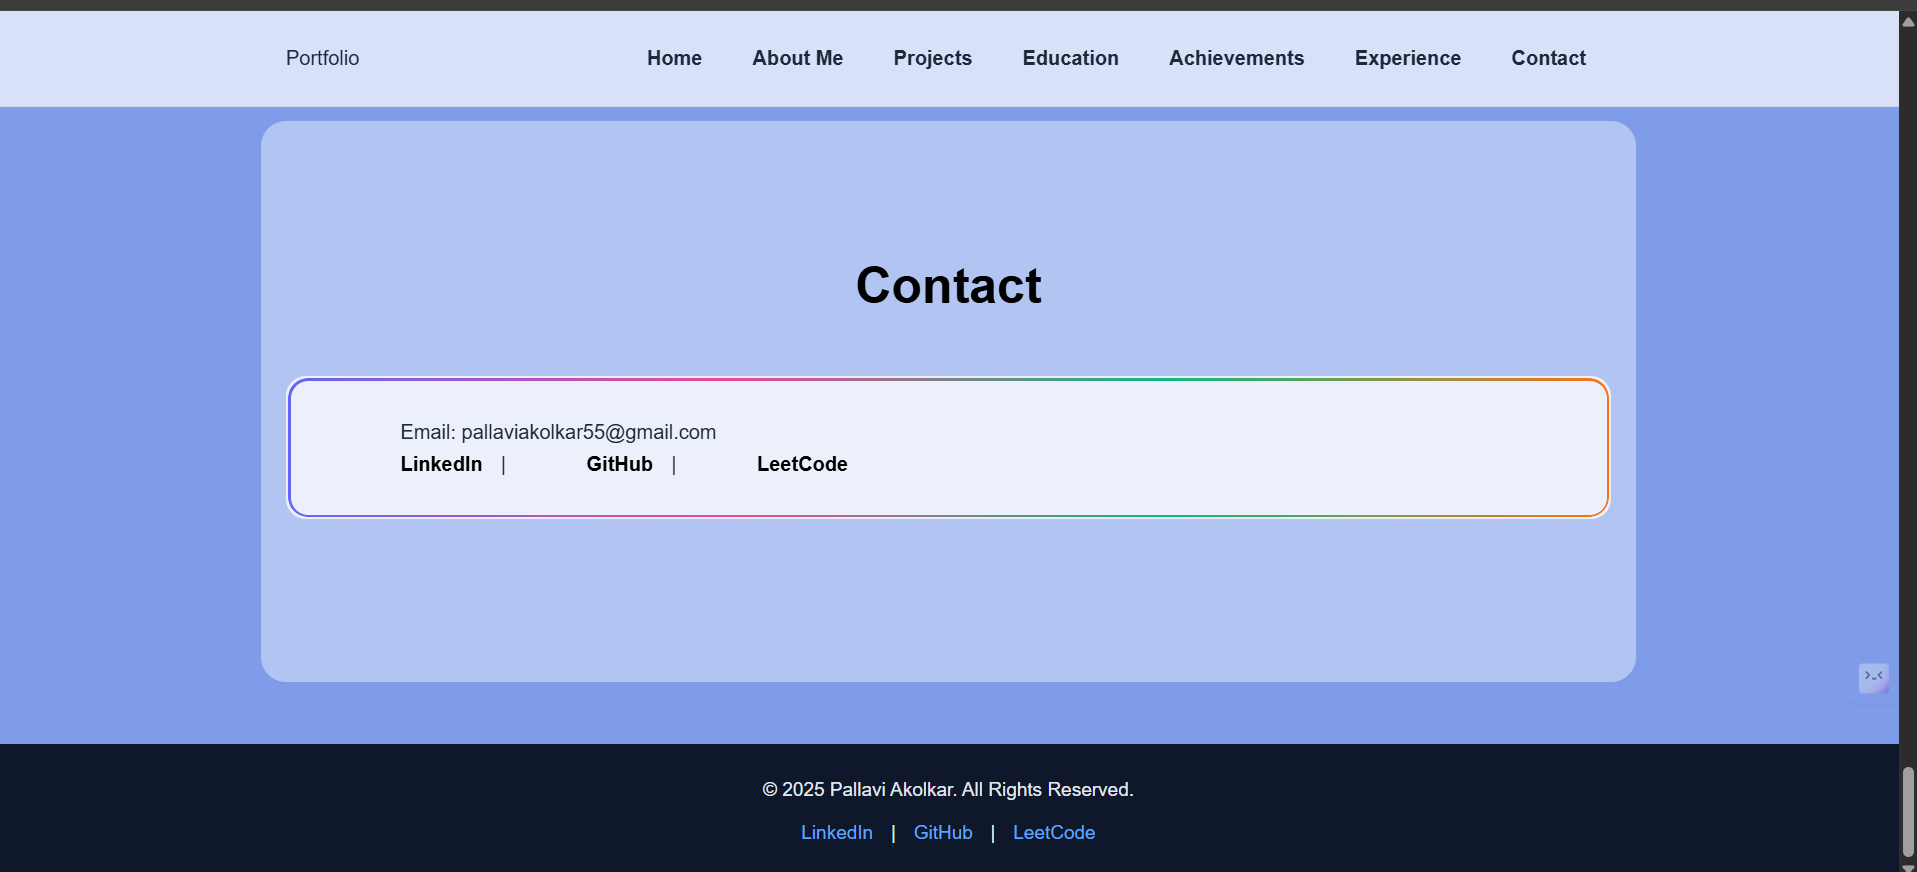 Portfolio Home About Me Projects Education Achievements Experience Contact
Contact
Email: pallaviakolkar55@gmail.com
LinkedIn | GitHub | LeetCode
© 2025 Pallavi Akolkar. All Rights Reserved.
LinkedIn | GitHub | LeetCode